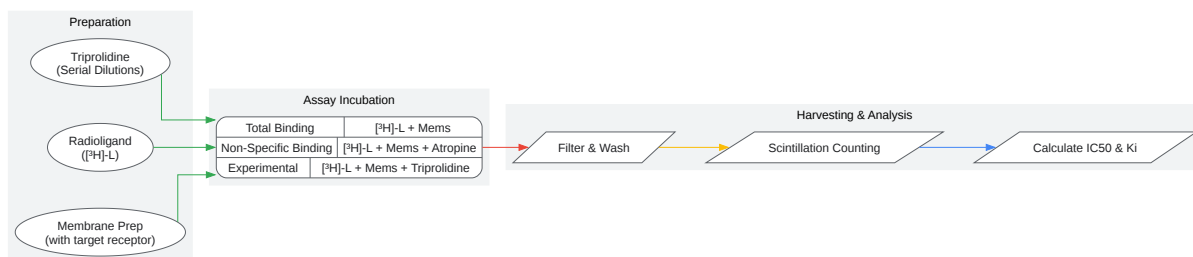 Preparation
Triprolidine
(Serial Dilutions)
Radioligand
([³H]-L)
Membrane Prep
(with target receptor)
Assay Incubation
Total Binding [³H]-L + Mems
Non-Specific Binding [³H]-L + Mems + Atropine
Experimental [³H]-L + Mems + Triprolidine
Harvesting & Analysis
Filter & Wash
Scintillation Counting
Calculate IC50 & Ki